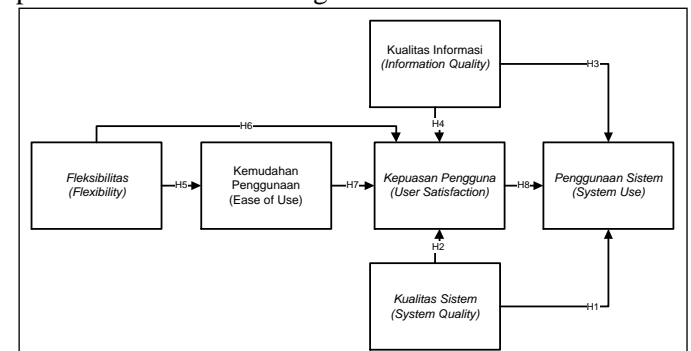 Kualitas Informasi
(Information Quality)
H3
H4
H6
Fleksibilitas
(Flexibility)
H5
Kemudahan
Penggunaan
(Ease of Use)
H7
Kepuasan Pengguna
(User Satisfaction)
H8
Penggunaan Sistem
(System Use)
H2
Kualitas Sistem
(System Quality)
H1